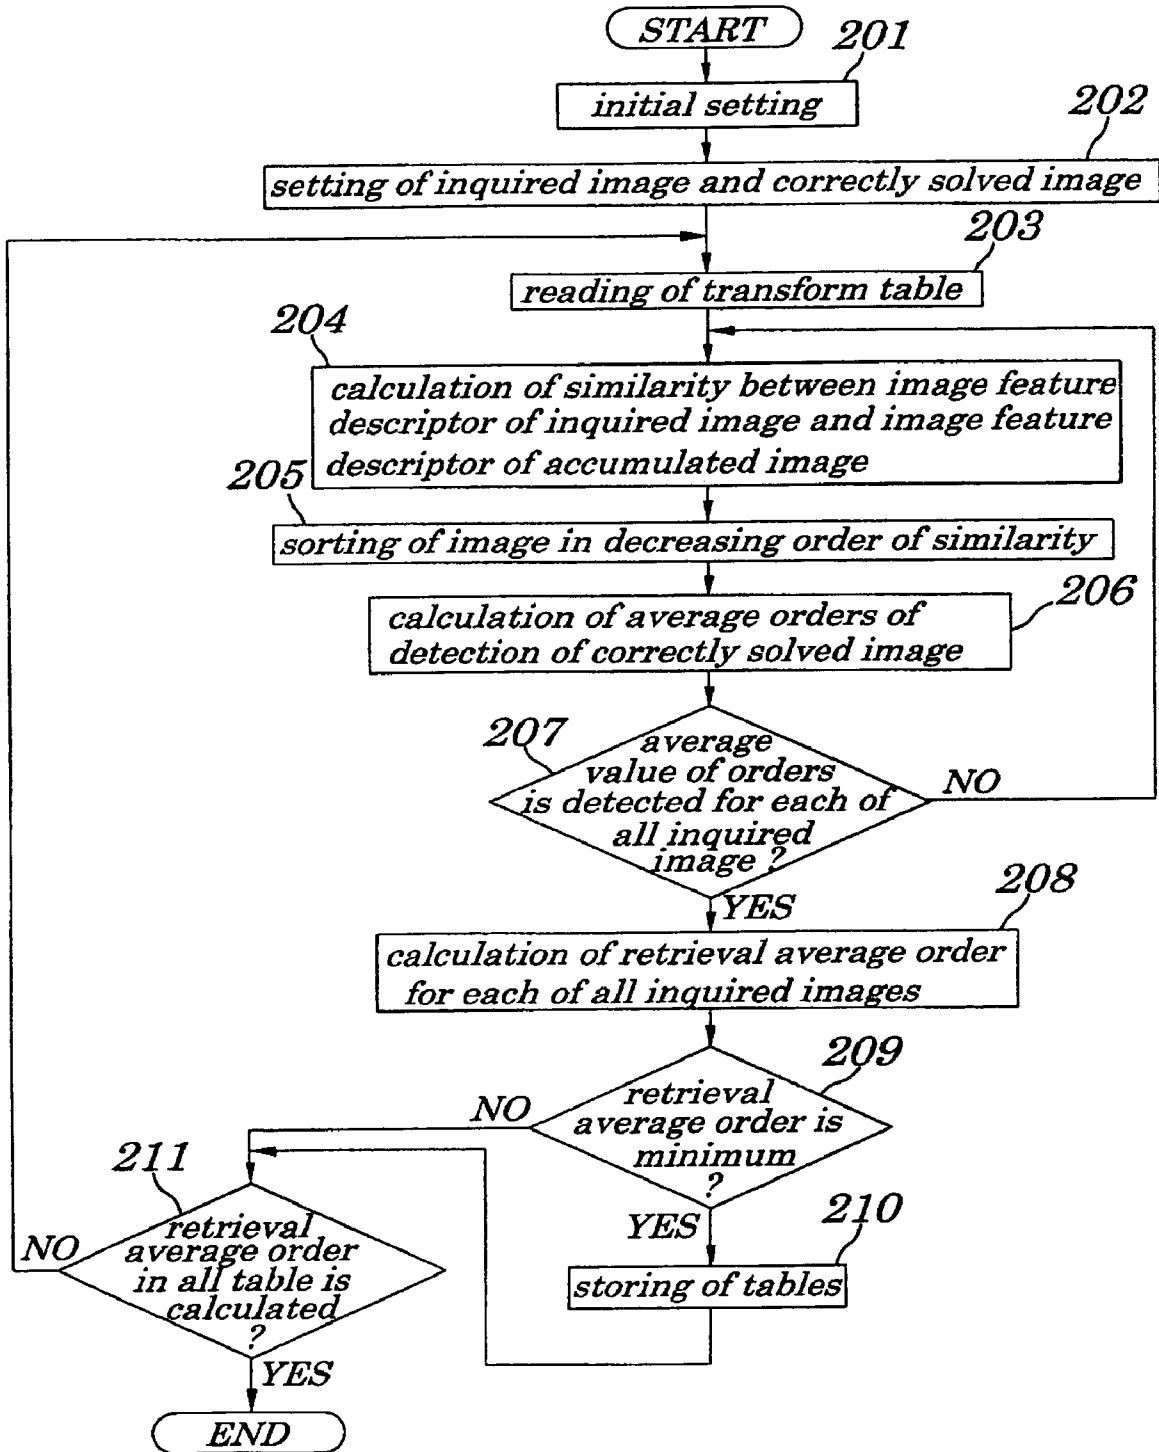 START
201
initial setting
202
setting of inquired image and correctly solved image
203
reading of transform table
204
calculation of similarity between image feature
descriptor of inquired image and image feature
descriptor of accumulated image
205
sorting of image in decreasing order of similarity
206
calculation of average orders of
detection of correctly solved image
207
average
value of orders
is detected for each of
all inquired
image ?
NO
YES
208
calculation of retrieval average order
for each of all inquired images
209
retrieval
average order is
minimum
?
NO
YES
210
storing of tables
211
retrieval
average order
in all table is
calculated
?
NO
YES
END